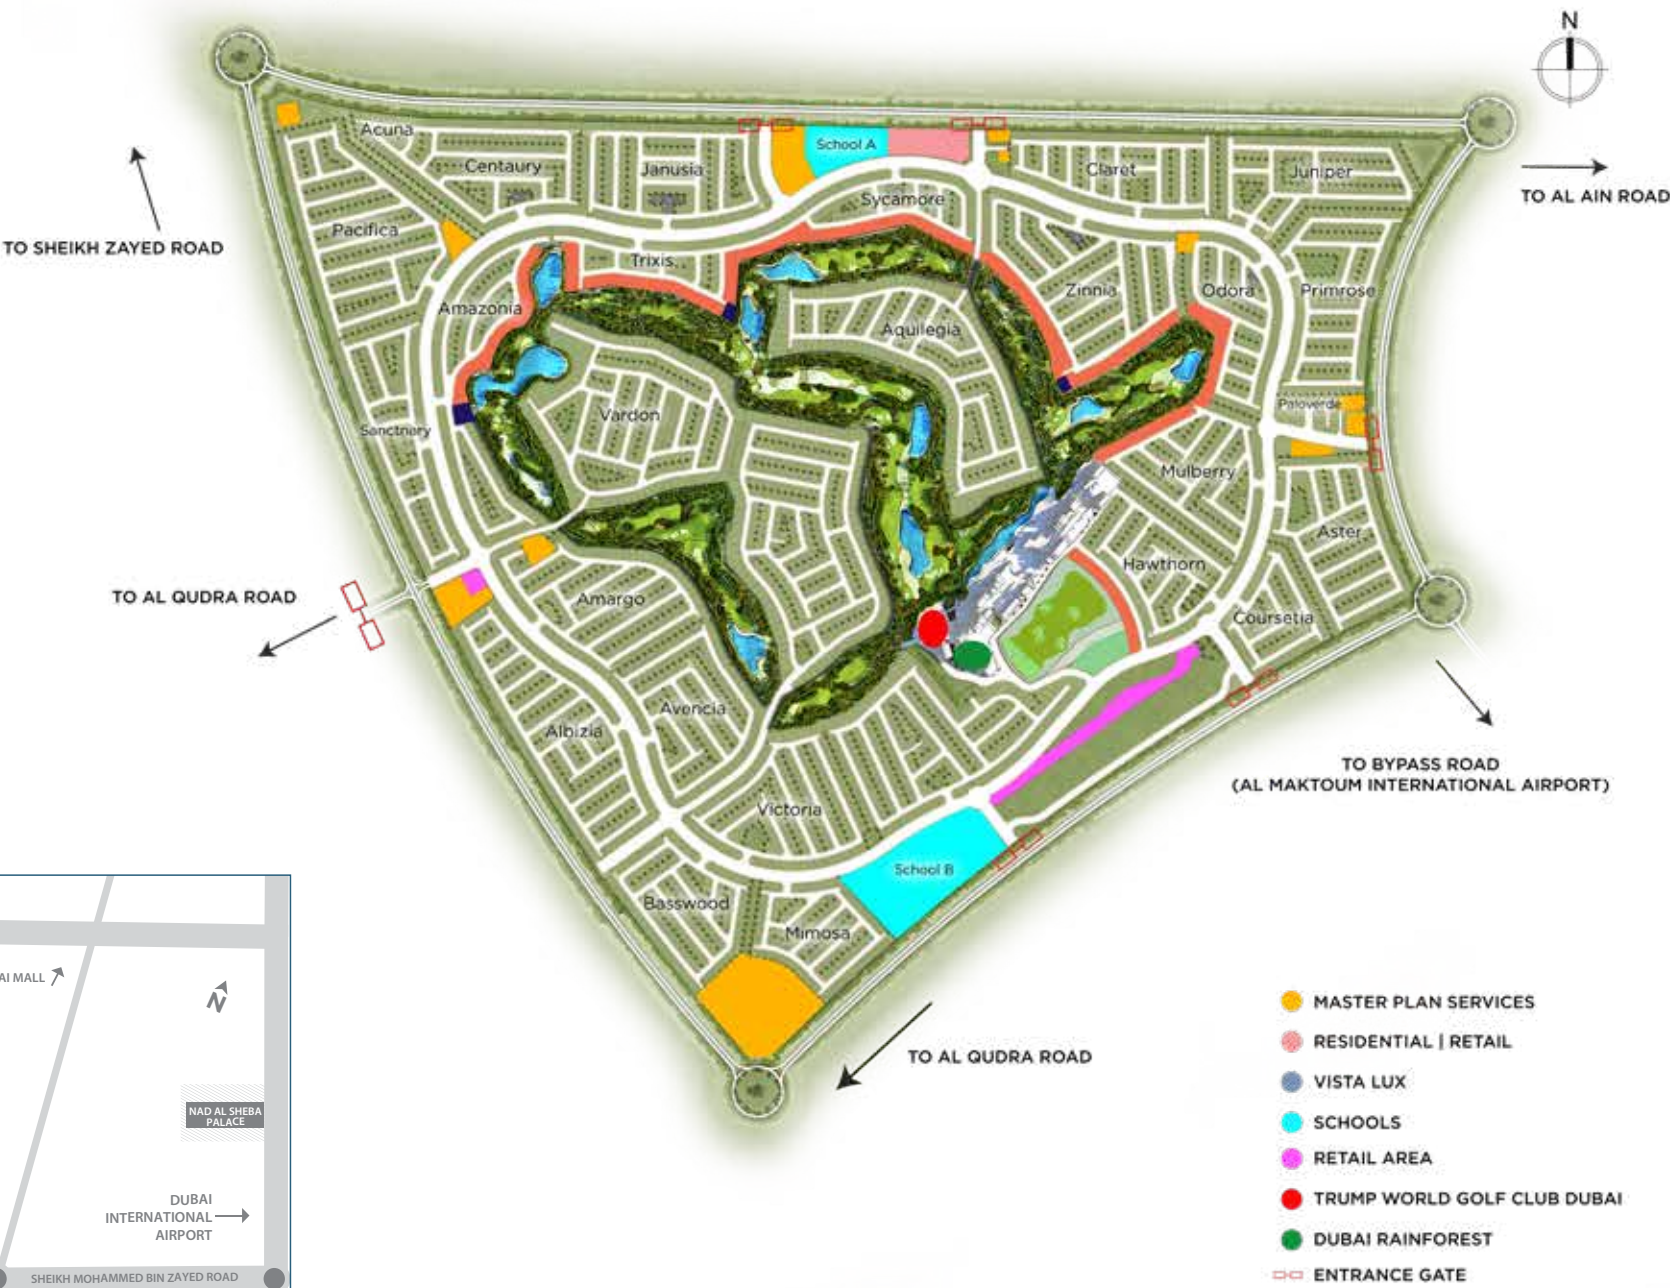 N
Acuna
School A
Centaury
Janusia
Claret
Juniper
TO AL AIN ROAD
Sycamore
Pacifica
TO SHEIKH ZAYED ROAD
Trixis
Zinnia
Odora
Primrose
Amazonia
Aquilegia
Paloverde
Vardon
Sanctnary
Mulberry
Aster
Hawthorn
TO AL QUDRA ROAD
Amargo
Coursetia
Avencia
Albizia
TO BYPASS ROAD
(AL MAKTOUM INTERNATIONAL AIRPORT)
Victoria
School B
Basswood
Mimosa
TO AL QUDRA ROAD
AI MALL
N
NAD AL SHEBA
PALACE
DUBAI
INTERNATIONAL
AIRPORT
SHEIKH MOHAMMED BIN ZAYED ROAD
MASTER PLAN SERVICES
RESIDENTIAL | RETAIL
VISTA LUX
SCHOOLS
RETAIL AREA
TRUMP WORLD GOLF CLUB DUBAI
DUBAI RAINFOREST
ENTRANCE GATE